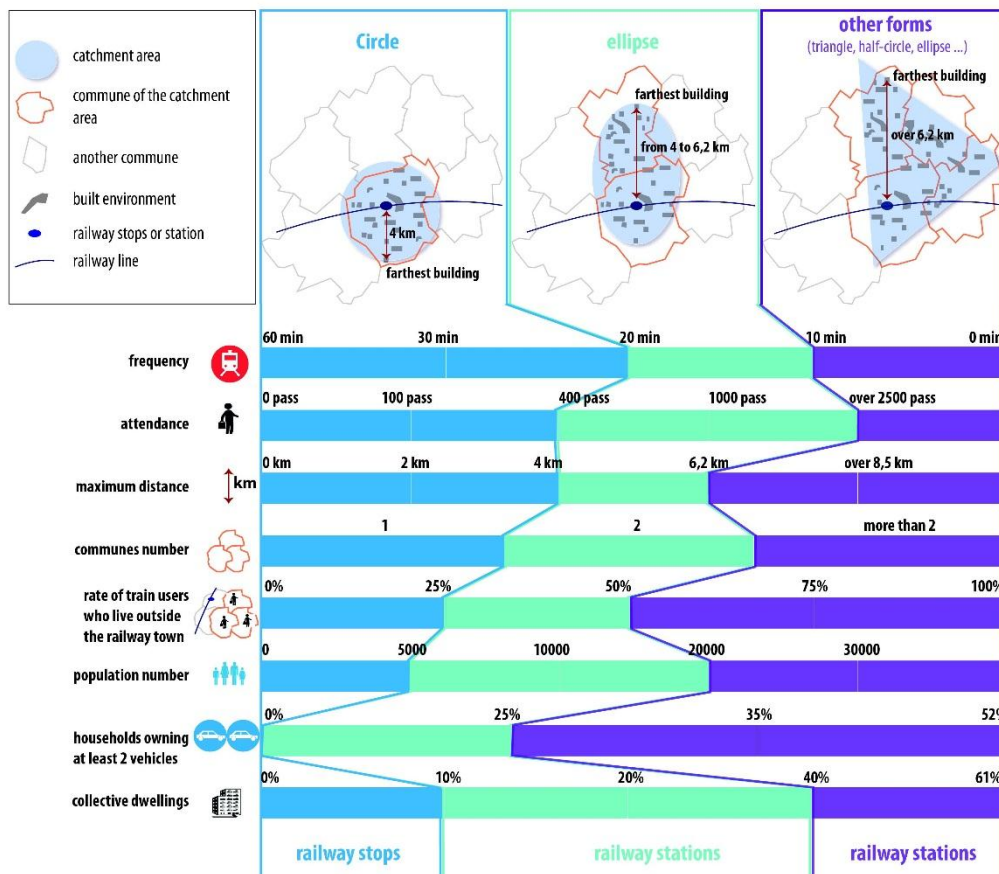 catchment area
commune of the catchment
area
another commune
built environment
railway stops or station
railway line
Circle
4 km
farthest building
ellipse
farthest building
from 4 to 6,2 km
other forms
(triangle, half-circle, ellipse ...)
farthest building
over 6,2 km
frequency
60 min 30 min 20 min 10 min 0 min
attendance
0 pass 100 pass 400 pass 1000 pass over 2500 pass
maximum distance
km
0 km 2 km 4 km 6,2 km over 8,5 km
communes number
1 2 more than 2
rate of train users
who live outside
the railway town
0% 25% 50% 75% 100%
population number
0 5000 10000 20000 30000
households owning
at least 2 vehicles
0% 25% 35% 52%
collective dwellings
0% 10% 20% 40% 61%
railway stops railway stations railway stations